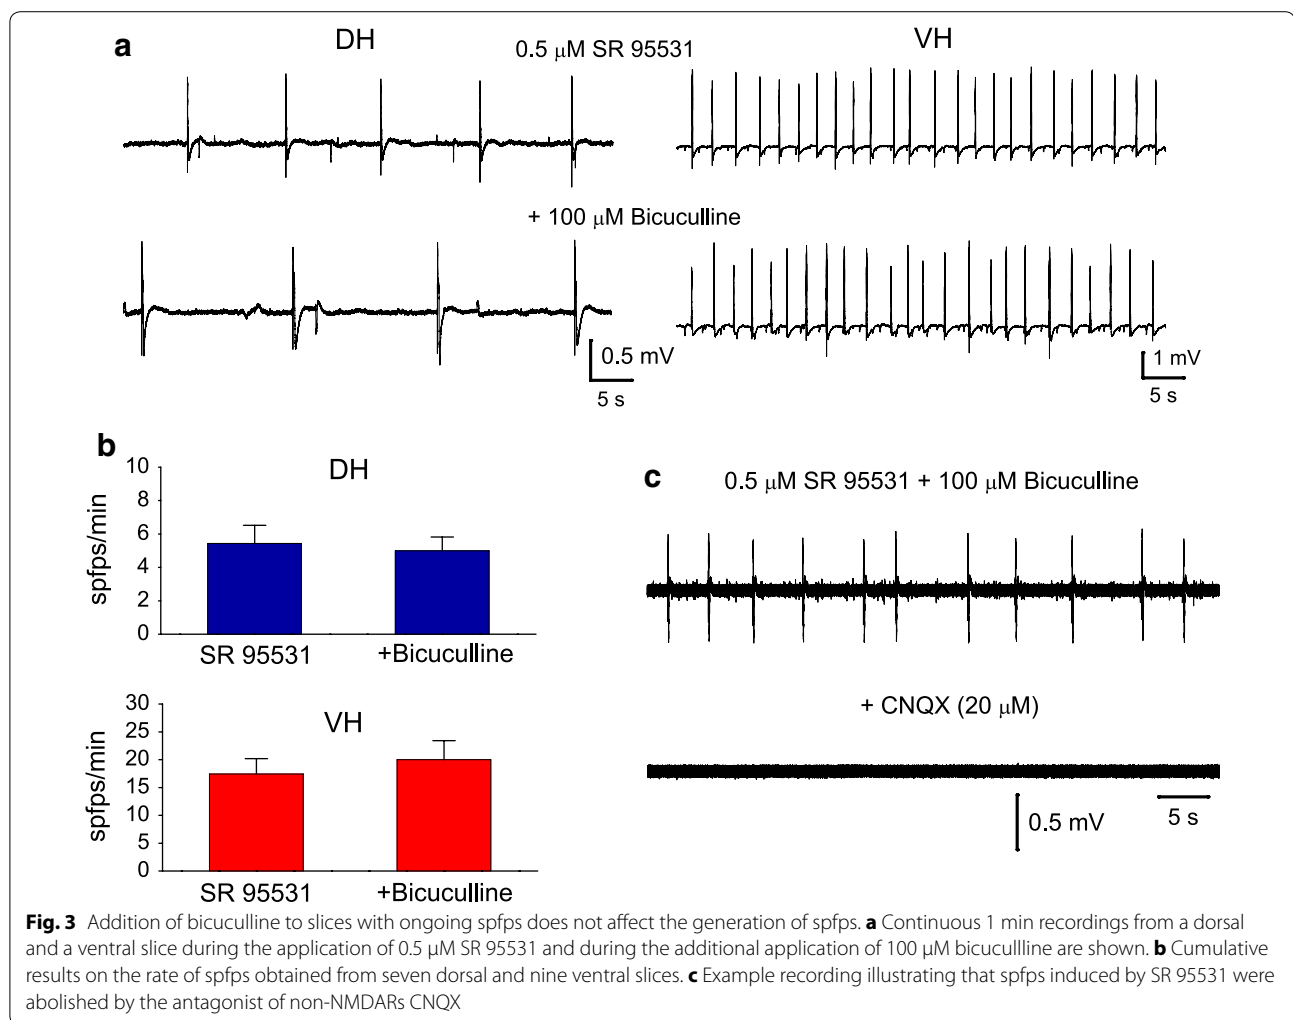 a
DH
0.5 μM SR 95531
VH
+ 100 μM Bicuculline
0.5 mV
5 s
1 mV
5 s
b
DH
10
8
6
4
2
0
spfps/min
SR 95531
+Bicuculline
VH
30
25
20
15
10
5
0
spfps/min
SR 95531
+Bicuculline
c
0.5 μM SR 95531 + 100 μM Bicuculline
+ CNQX (20 μM)
0.5 mV
5 s
Fig. 3 Addition of bicuculline to slices with ongoing spfps does not affect the generation of spfps. a Continuous 1 min recordings from a dorsal
and a ventral slice during the application of 0.5 μM SR 95531 and during the additional application of 100 μM bicucullline are shown. b Cumulative
results on the rate of spfps obtained from seven dorsal and nine ventral slices. c Example recording illustrating that spfps induced by SR 95531 were
abolished by the antagonist of non-NMDARs CNQX